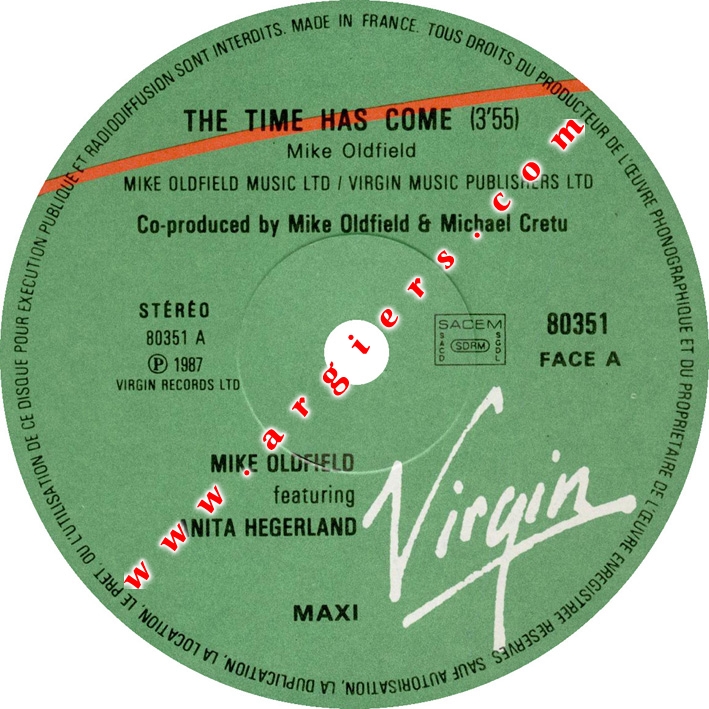 DE CE DISQUE POUR EXECUTION PUBLIQUE ET RADIODIFFUSION SONT INTERDITS. MADE IN FRANCE. TOUS DROITS DU PRODUCTEUR DE L'ŒUVRE PHONOGRAPHIQUE ET DU PROPRIETAIRE DE L'ŒUVRE ENREGISTREE RESERVES. SAUF AUTORISATION, LA DUPLICATION, LA LOCATION, LE PRET, OU L'UTILISATION
THE TIME HAS COME (3'55)
Mike Oldfield
MIKE OLDFIELD MUSIC LTD / VIRGIN MUSIC PUBLISHERS LTD
Co-produced by Mike Oldfield & Michael Cretu
STÉRÉO
80351 A
℗ 1987
VIRGIN RECORDS LTD
SACEM
SACD
SDRM
SGDL
80351
FACE A
MIKE OLDFIELD
featuring
ANITA HEGERLAND
Virgin
MAXI
www.argiers.com